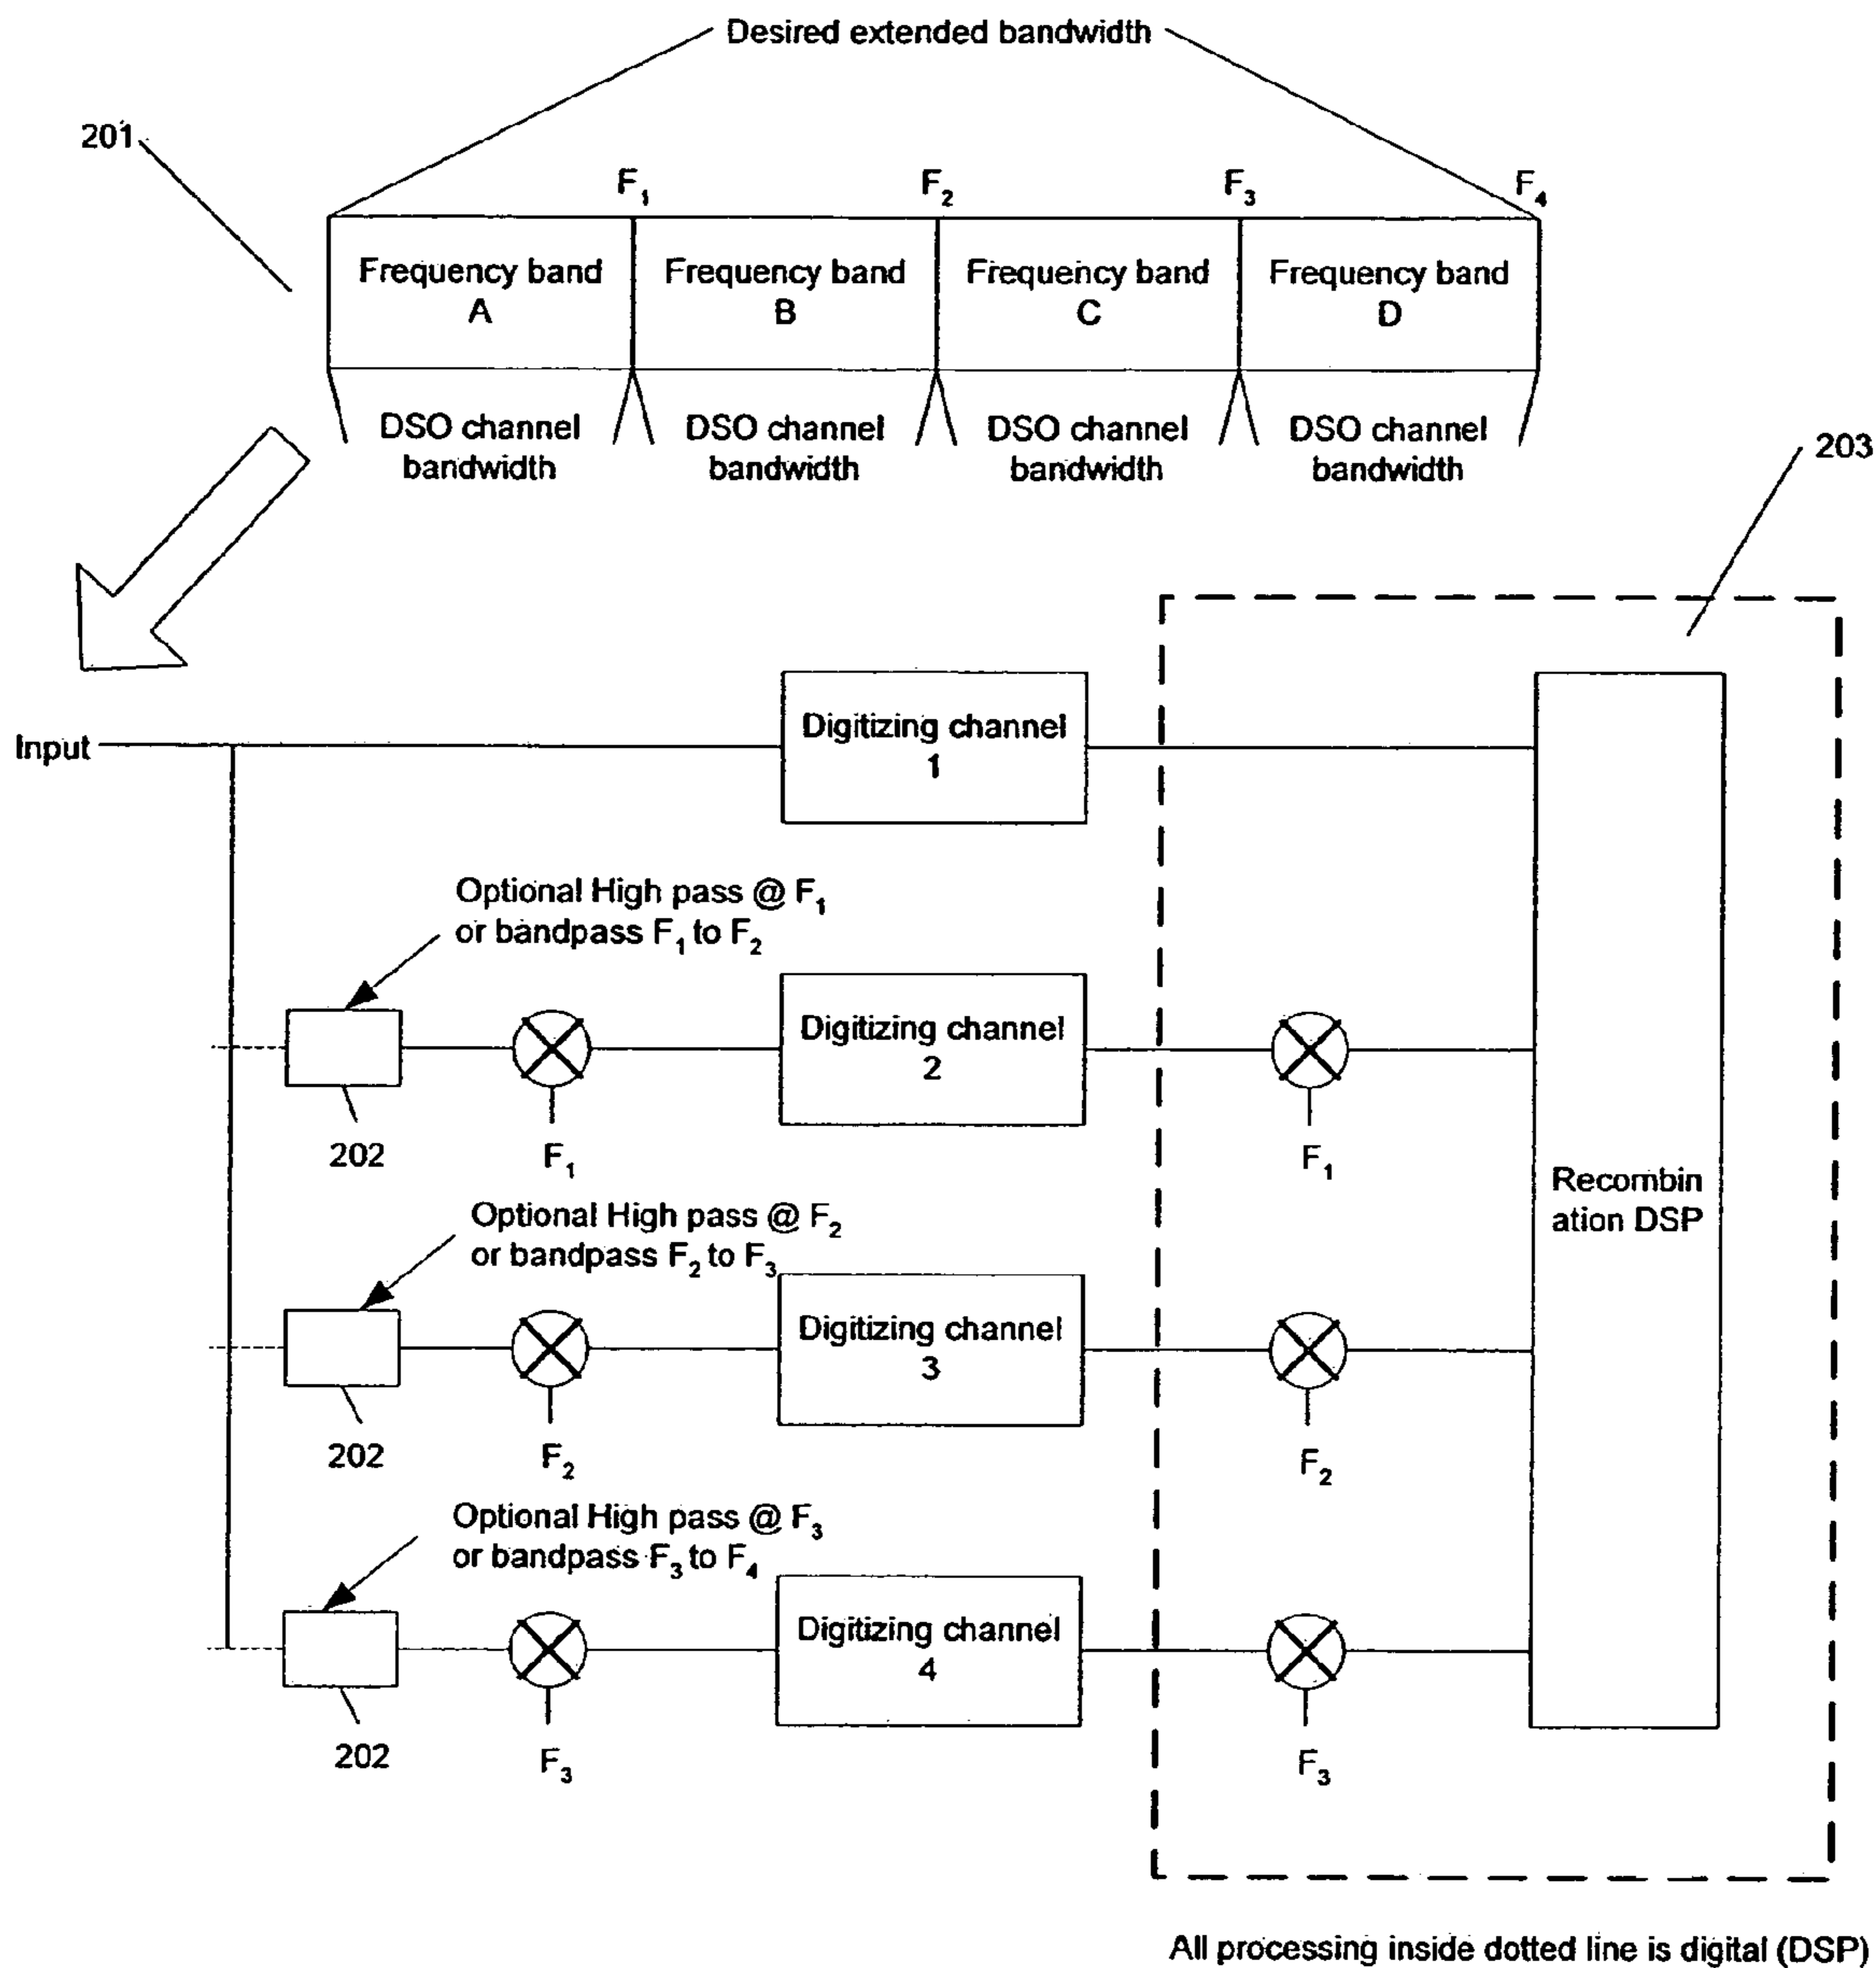 Desired extended bandwidth
201
F1 F2 F3 F4
Frequency band
A
Frequency band
B
Frequency band
C
Frequency band
D
DSO channel
bandwidth
DSO channel
bandwidth
DSO channel
bandwidth
DSO channel
bandwidth
203
Input
Digitizing channel
1
Optional High pass @ F1
or bandpass F1 to F2
Digitizing channel
2
202
F1
F1
Recombin
ation DSP
Optional High pass @ F2
or bandpass F2 to F3
Digitizing channel
3
202
F2
F2
Optional High pass @ F3
or bandpass F3 to F4
Digitizing channel
4
202
F3
F3
All processing inside dotted line is digital (DSP)